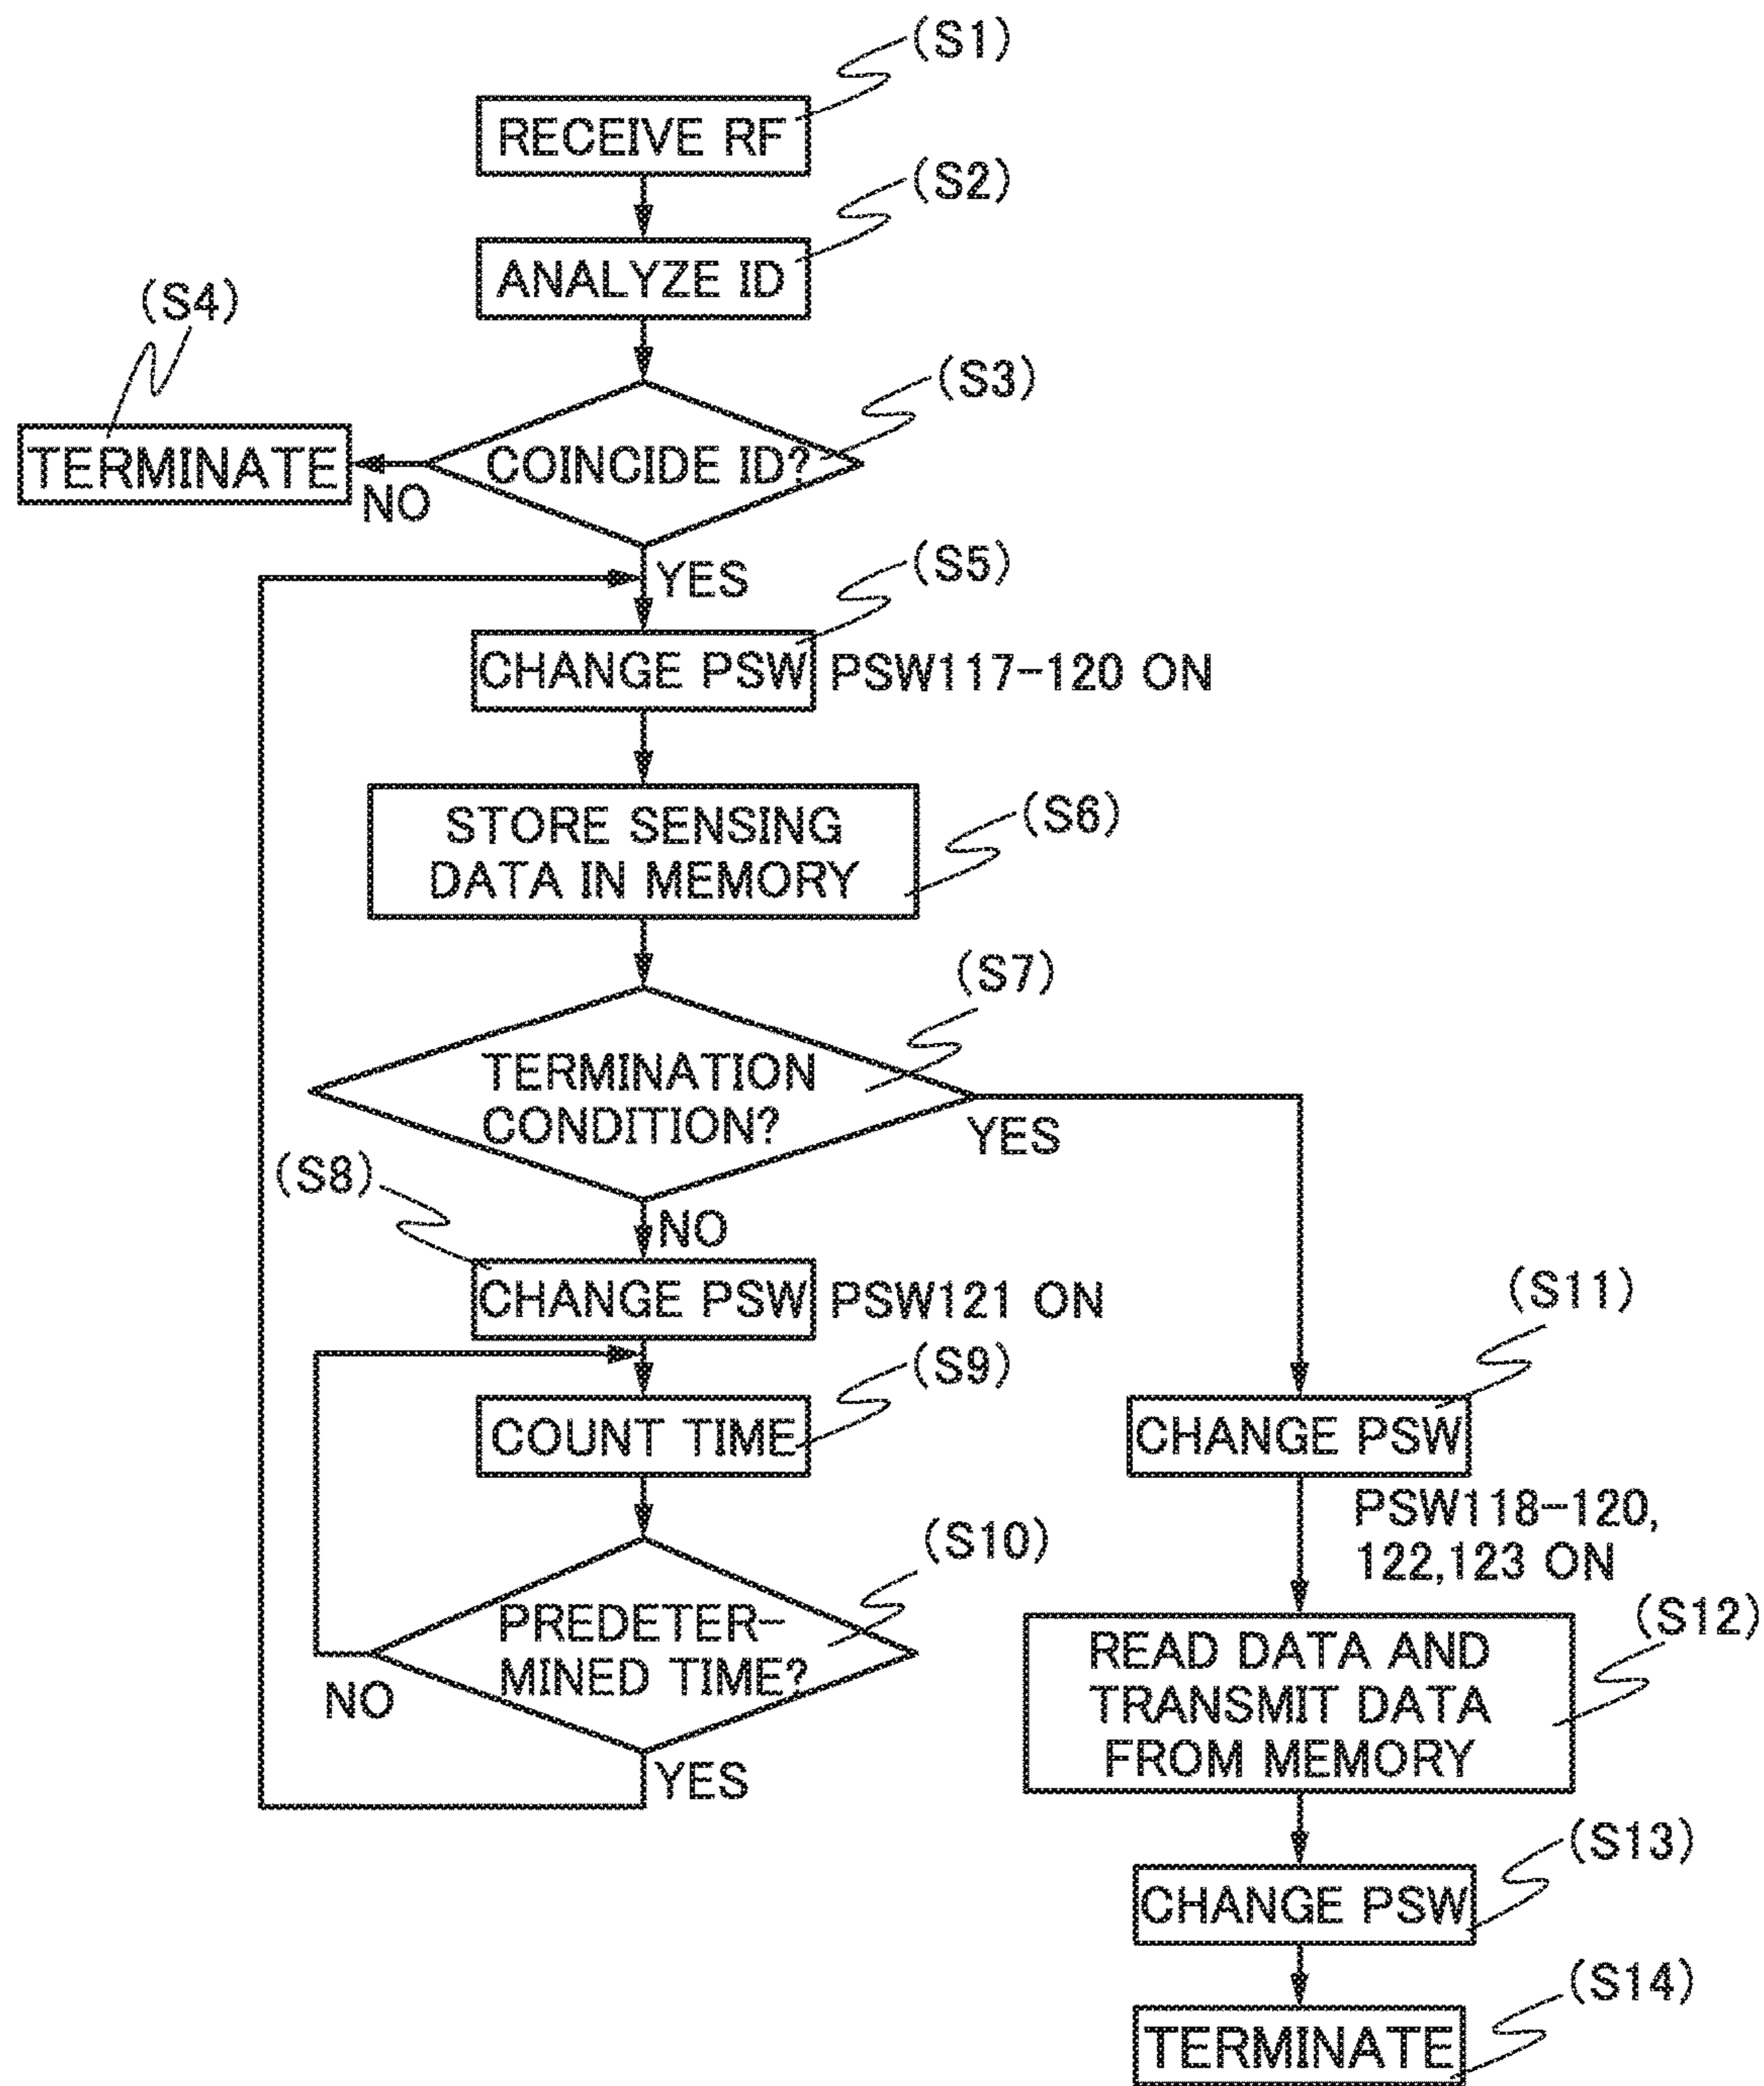 (S1)
RECEIVE RF
(S2)
ANALYZE ID
(S4)
(S3)
TERMINATE
COINCIDE ID?
NO
YES
(S5)
CHANGE PSW
PSW117-120 ON
STORE SENSING
DATA IN MEMORY
(S6)
(S7)
TERMINATION
CONDITION?
YES
(S8)
NO
CHANGE PSW
PSW121 ON
(S9)
COUNT TIME
(S10)
PREDETER-
MINED TIME?
NO
YES
(S11)
CHANGE PSW
PSW118-120,
122,123 ON
(S12)
READ DATA AND
TRANSMIT DATA
FROM MEMORY
(S13)
CHANGE PSW
(S14)
TERMINATE